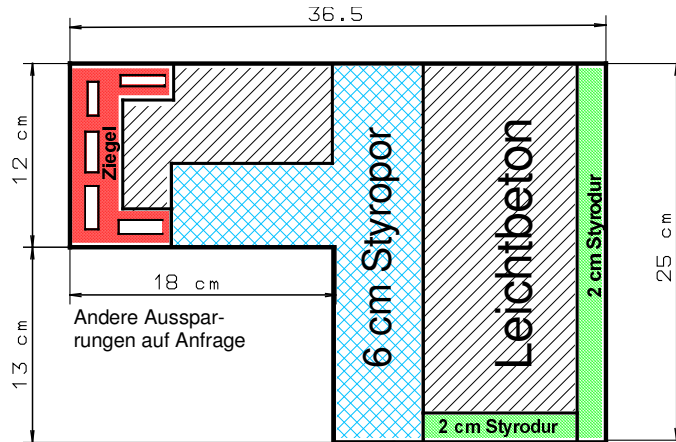 36.5
12 cm
Ziegel
6 cm Styropor
Leichtbeton
2 cm Styrodur
25 cm
18 cm
Andere Ausspar-
rungen auf Anfrage
13 cm
2 cm Styrodur